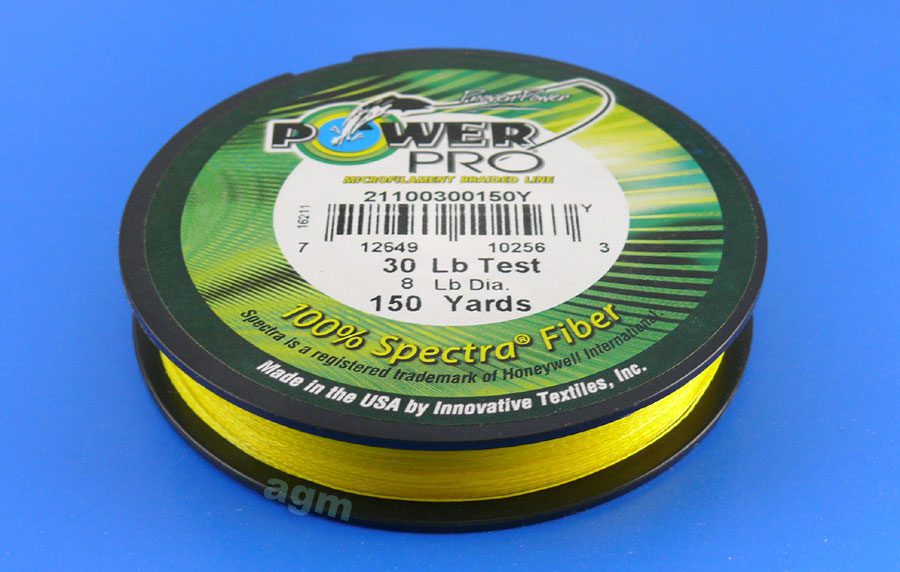 Proven Power
POWER
PRO
MICROFILAMENT BRAIDED LINE
21100300150Y
16211
Y
7 12649 10256 3
30 Lb Test
8 Lb Dia.
150 Yards
100% Spectra® Fiber
Spectra is a registered trademark of Honeywell International.
Made in the USA by Innovative Textiles, Inc.
agm